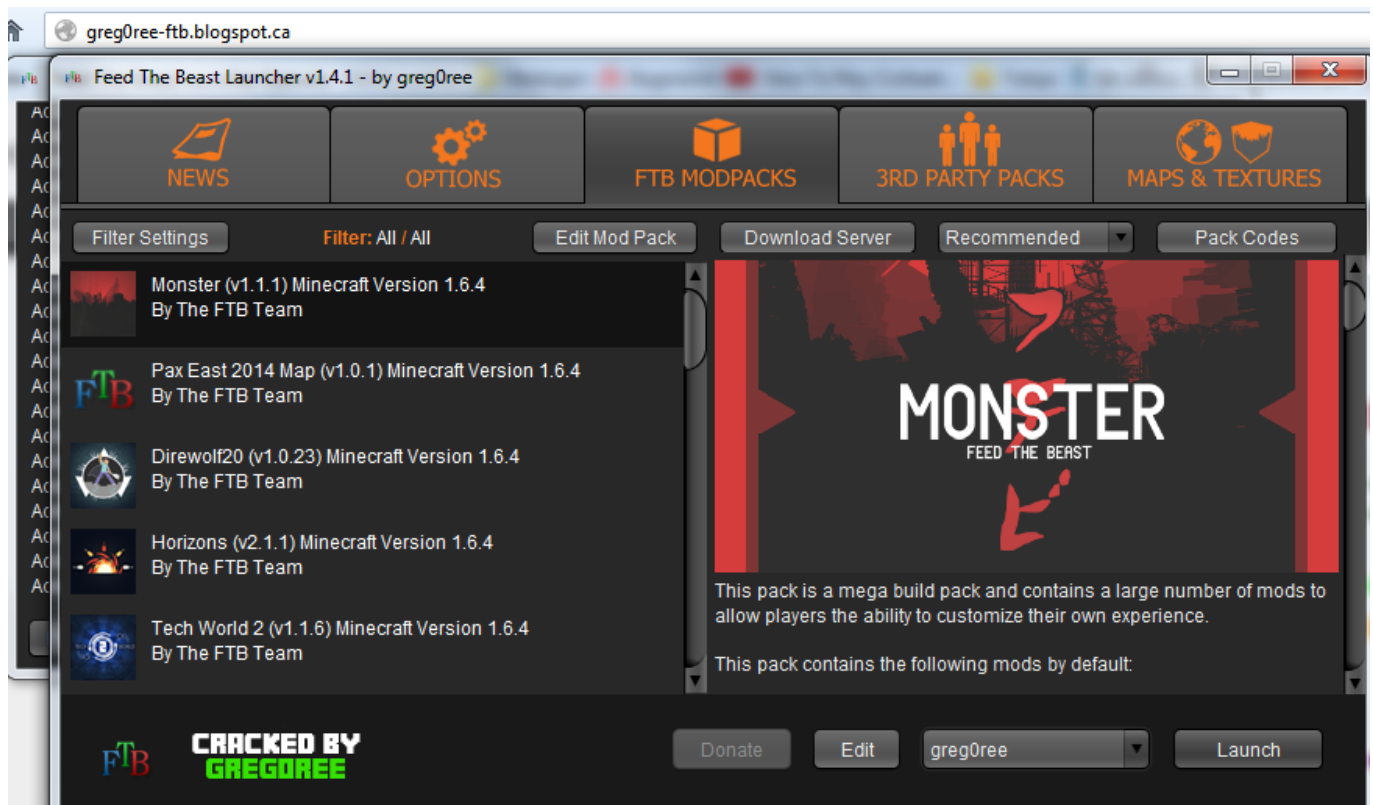 greg0ree-ftb.blogspot.ca
Feed The Beast Launcher v1.4.1 - by greg0ree
NEWS
OPTIONS
FTB MODPACKS
3RD PARTY PACKS
MAPS & TEXTURES
Filter Settings
Filter: All / All
Edit Mod Pack
Download Server
Recommended
Pack Codes
Monster (v1.1.1) Minecraft Version 1.6.4
By The FTB Team
FTB
Pax East 2014 Map (v1.0.1) Minecraft Version 1.6.4
By The FTB Team
Direwolf20 (v1.0.23) Minecraft Version 1.6.4
By The FTB Team
Horizons (v2.1.1) Minecraft Version 1.6.4
By The FTB Team
Tech World 2 (v1.1.6) Minecraft Version 1.6.4
By The FTB Team
MONSTER
FEED THE BEAST
This pack is a mega build pack and contains a large number of mods to
allow players the ability to customize their own experience.
This pack contains the following mods by default:
FTB
CRACKED BY
GREG0REE
Donate
Edit
greg0ree
Launch